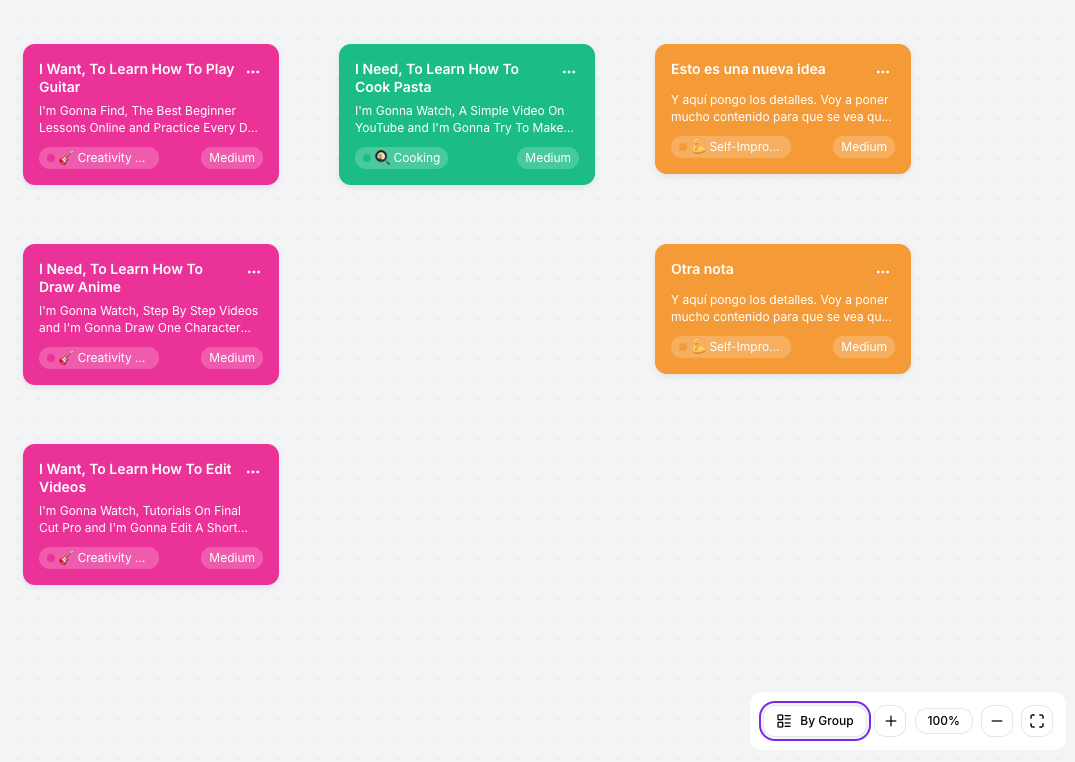 I Want, To Learn How To Play
Guitar
I'm Gonna Find, The Best Beginner
Lessons Online and Practice Every D...
Creativity ...
Medium
I Need, To Learn How To
Cook Pasta
I'm Gonna Watch, A Simple Video On
YouTube and I'm Gonna Try To Make...
Cooking
Medium
Esto es una nueva idea
Y aquí pongo los detalles. Voy a poner
mucho contenido para que se vea qu...
Self-Impro...
Medium
I Need, To Learn How To
Draw Anime
I'm Gonna Watch, Step By Step Videos
and I'm Gonna Draw One Character...
Creativity ...
Medium
Otra nota
Y aquí pongo los detalles. Voy a poner
mucho contenido para que se vea qu...
Self-Impro...
Medium
I Want, To Learn How To Edit
Videos
I'm Gonna Watch, Tutorials On Final
Cut Pro and I'm Gonna Edit A Short...
Creativity ...
Medium
By Group
100%